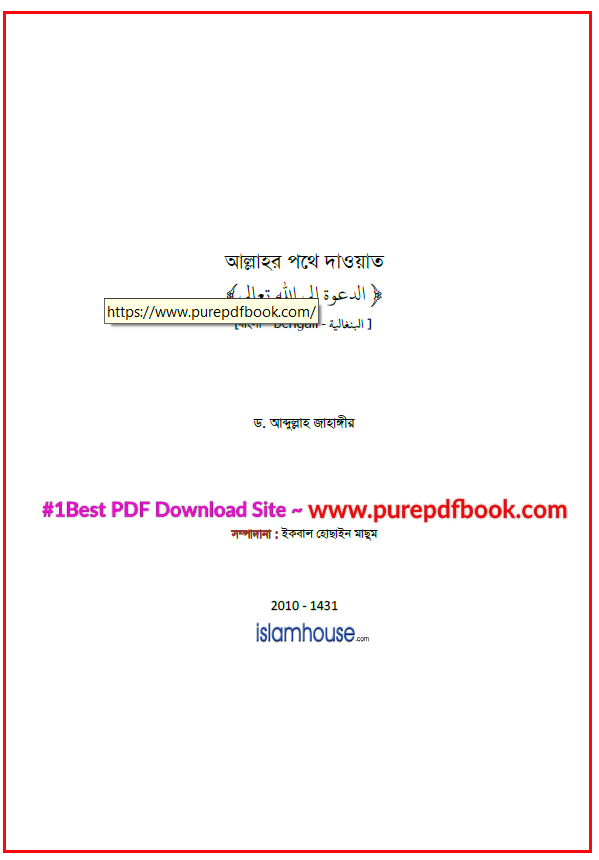 আল্লাহর পথে দাওয়াত
﴿ الدعوة إلى الله تعالى ﴾
https://www.purepdfbook.com/
[বাংলা - bengali - البنغالية ]
ড. আব্দুল্লাহ জাহাঙ্গীর
#1Best PDF Download Site ~ www.purepdfbook.com
সম্পাদানা : ইকবাল হোছাইন মাছুম
2010 - 1431
islamhouse.com